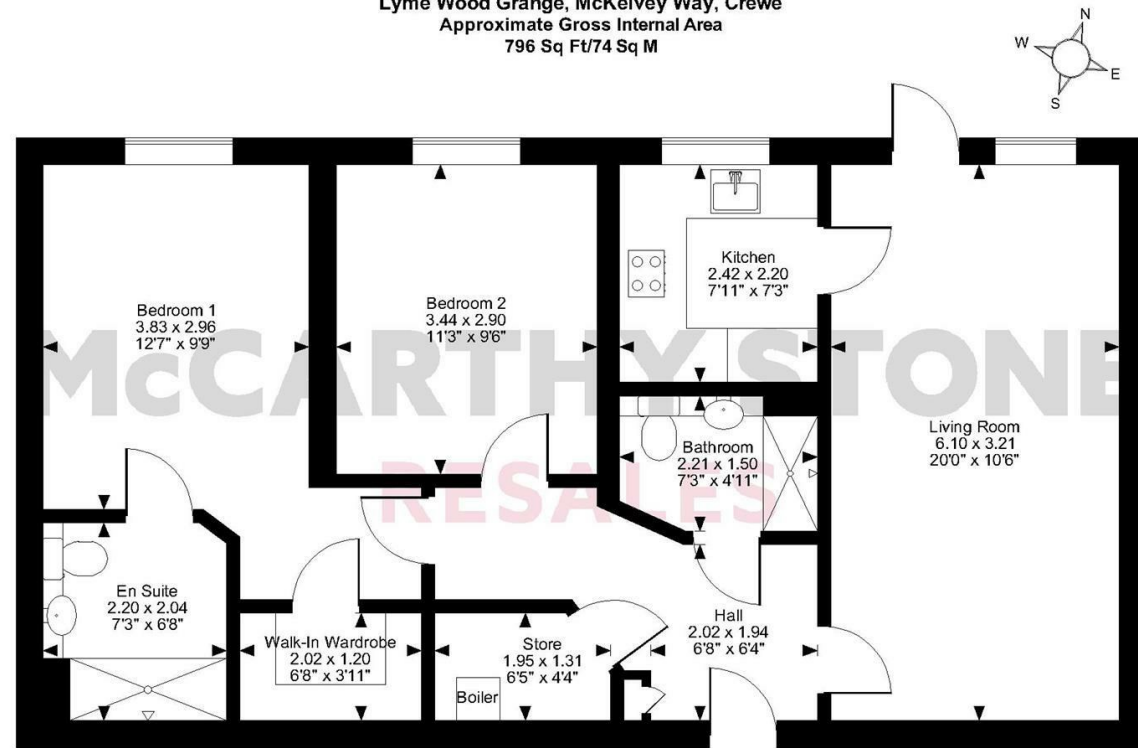 Lyme Wood Grange, McKelvey Way, Crewe
Approximate Gross Internal Area
796 Sq Ft/74 Sq M
N
W
E
S
Bedroom 1
3.83 x 2.96
12'7" x 9'9"
Bedroom 2
3.44 x 2.90
11'3" x 9'6"
Kitchen
2.42 x 2.20
7'11" x 7'3"
McCARTHY STONE
RESALES
Living Room
6.10 x 3.21
20'0" x 10'6"
Bathroom
2.21 x 1.50
7'3" x 4'11"
En Suite
2.20 x 2.04
7'3" x 6'8"
Walk-In Wardrobe
2.02 x 1.20
6'8" x 3'11"
Store
1.95 x 1.31
6'5" x 4'4"
Boiler
Hall
2.02 x 1.94
6'8" x 6'4"